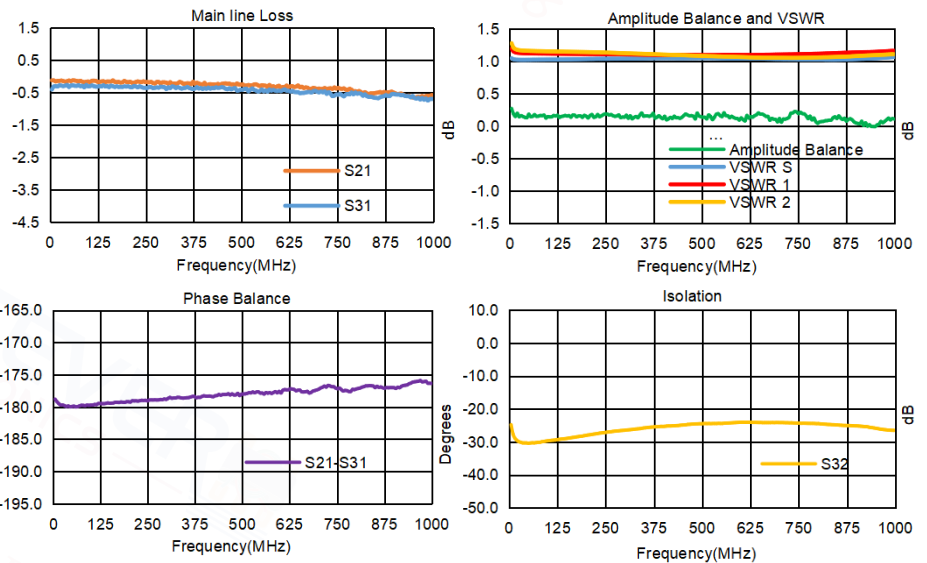 Main line Loss
1.5
0.5
-0.5
-1.5
-2.5
-3.5
-4.5
dB
S21
S31
0 125 250 375 500 625 750 875 1000
Frequency(MHz)
Amplitude Balance and VSWR
1.5
1.0
0.5
0.0
-0.5
-1.0
-1.5
dB
...
Amplitude Balance
VSWR S
VSWR 1
VSWR 2
0 125 250 375 500 625 750 875 1000
Frequency(MHz)
Phase Balance
-165.0
-170.0
-175.0
-180.0
-185.0
-190.0
-195.0
Degrees
S21-S31
0 125 250 375 500 625 750 875 1000
Frequency(MHz)
Isolation
10.0
0.0
-10.0
-20.0
-30.0
-40.0
-50.0
dB
S32
0 125 250 375 500 625 750 875 1000
Frequency(MHz)